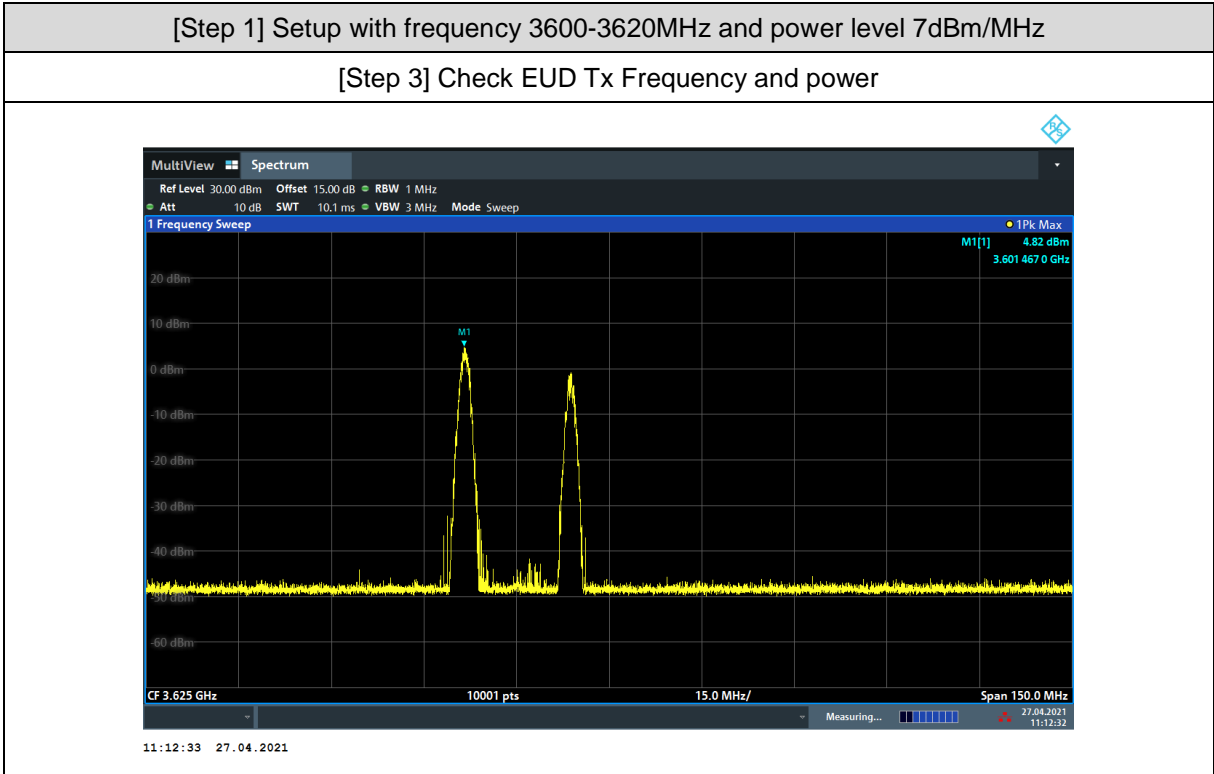 [Step 1] Setup with frequency 3600-3620MHz and power level 7dBm/MHz
[Step 3] Check EUD Tx Frequency and power
R&S
MultiView Spectrum
Ref Level 30.00 dBm Offset 15.00 dB RBW 1 MHz
Att 10 dB SWT 10.1 ms VBW 3 MHz Mode Sweep
1 Frequency Sweep 1Pk Max
M1[1] 4.82 dBm
3.601 467 0 GHz
20 dBm
10 dBm
M1
0 dBm
-10 dBm
-20 dBm
-30 dBm
-40 dBm
-50 dBm
-60 dBm
CF 3.625 GHz 10001 pts 15.0 MHz/ Span 150.0 MHz
Measuring... 27.04.2021
11:12:32
11:12:33 27.04.2021